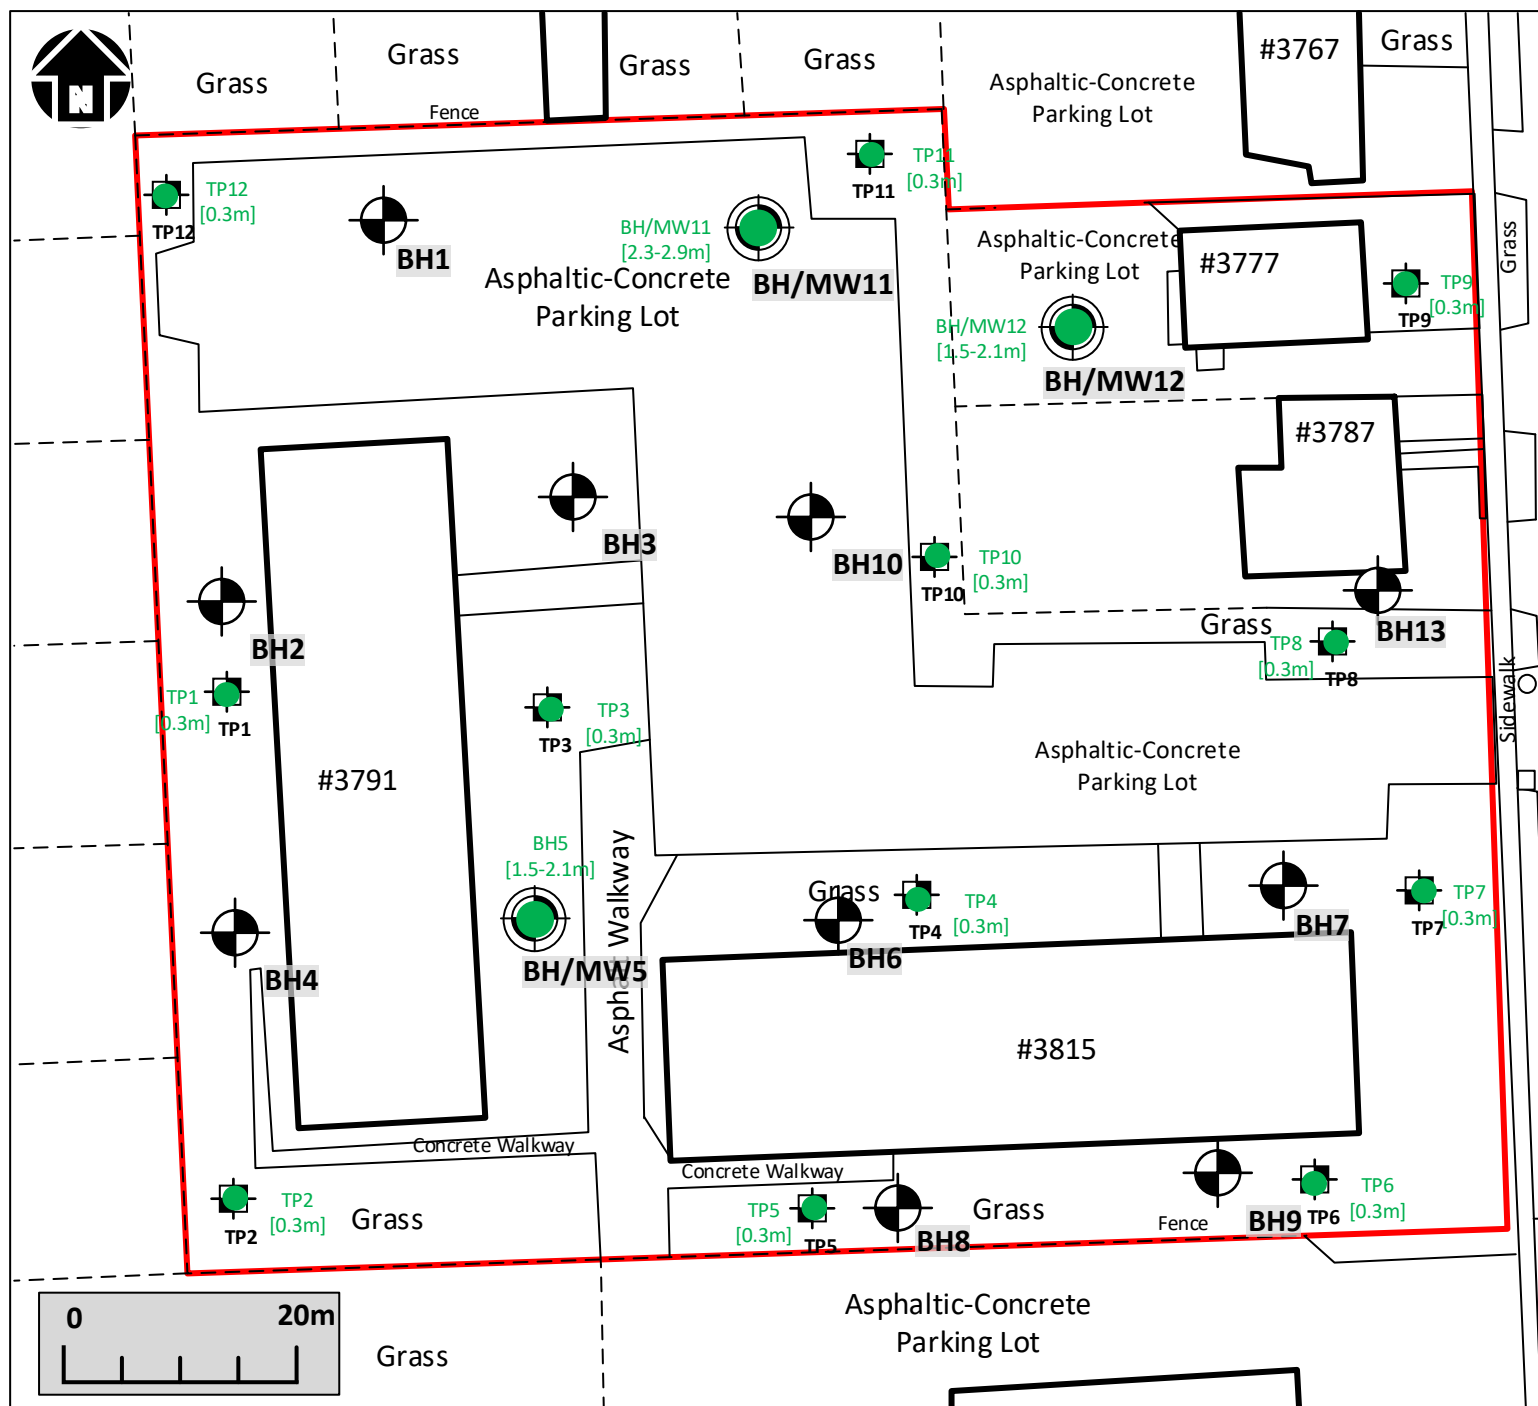 N
Grass
Grass
Grass
Grass
Asphaltic-Concrete
Parking Lot
#3767
Grass
Fence
TP12
[0.3m]
TP12
BH1
BH/MW11
[2.3-2.9m]
BH/MW11
Asphaltic-Concrete
Parking Lot
TP11
[0.3m]
TP11
Asphaltic-Concrete
Parking Lot
#3777
TP9
[0.3m]
TP9
Grass
BH/MW12
[1.5-2.1m]
BH/MW12
#3787
BH3
BH10
TP10
[0.3m]
TP10
BH2
TP1
[0.3m]
TP1
BH13
Grass
TP8
[0.3m]
TP8
Sidewalk
TP3
[0.3m]
TP3
#3791
Asphaltic-Concrete
Parking Lot
BH5
[1.5-2.1m]
BH/MW5
Asphalt Walkway
Grass
TP4
[0.3m]
TP4
BH6
BH7
TP7
[0.3m]
TP7
BH4
#3815
Concrete Walkway
Concrete Walkway
TP2
[0.3m]
TP2
Grass
TP5
[0.3m]
TP5
BH8
Grass
Fence
BH9
TP6
[0.3m]
TP6
0
20m
Grass
Asphaltic-Concrete
Parking Lot